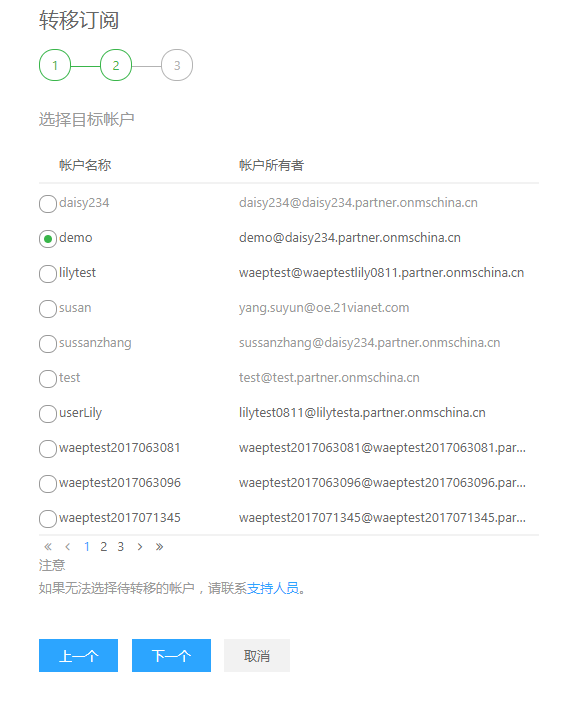 转移订阅
1 2 3
选择目标帐户
帐户名称 帐户所有者
daisy234 daisy234@daisy234.partner.onmschina.cn
demo demo@daisy234.partner.onmschina.cn
lilytest waeptest@waeptestlily0811.partner.onmschina.cn
susan yang.suyun@oe.21vianet.com
sussanzhang sussanzhang@daisy234.partner.onmschina.cn
test test@test.partner.onmschina.cn
userLily lilytest0811@lilytesta.partner.onmschina.cn
waeptest2017063081 waeptest2017063081@waeptest2017063081.par...
waeptest2017063096 waeptest2017063096@waeptest2017063096.par...
waeptest2017071345 waeptest2017071345@waeptest2017071345.par...
« ‹ 1 2 3 › »
注意
如果无法选择待转移的帐户，请联系支持人员。
上一个 下一个 取消